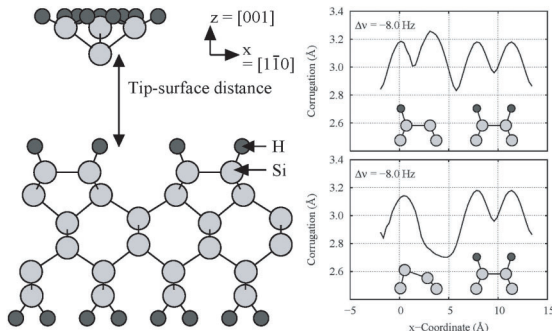 z = [001]
x
= [11̄0]
Tip-surface distance
H
Si
Δν = −8.0 Hz
Corrugation (Å)
3.4
3.2
3.0
2.8
2.6
Δν = −8.0 Hz
Corrugation (Å)
3.4
3.2
3.0
2.8
2.6
−5
0
5
10
15
x−Coordinate (Å)